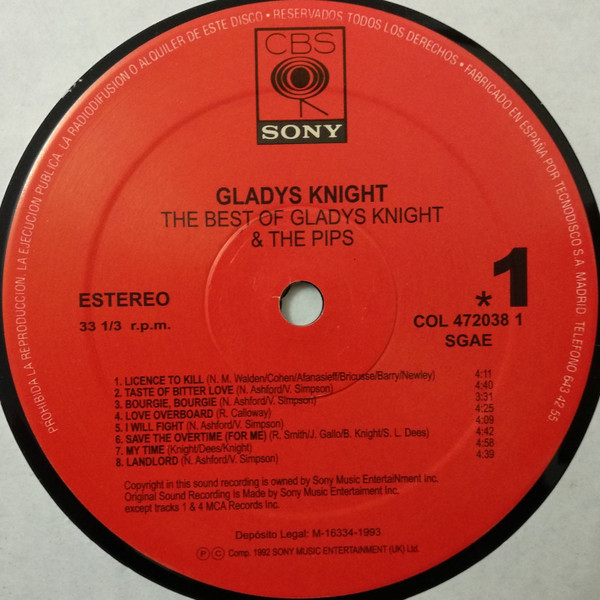 PROHIBIDA LA REPRODUCCION. LA EJECUCION PUBLICA. LA RADIODIFUSION O ALQUILER DE ESTE DISCO • RESERVADOS TODOS LOS DERECHOS • FABRICADO EN ESPAÑA POR TECNODISCO S A MADRID TELEFONO 643 42 55
CBS
SONY
GLADYS KNIGHT
THE BEST OF GLADYS KNIGHT
& THE PIPS
ESTEREO
33 1/3 r.p.m.
*1
COL 472038 1
SGAE
1. LICENCE TO KILL (N. M. Walden/Cohen/Afanasieff/Bricusse/Barry/Newley) 4:11
2. TASTE OF BITTER LOVE (N. Ashford/V. Simpson) 4:40
3. BOURGIE, BOURGIE (N. Ashford/V. Simpson) 3:31
4. LOVE OVERBOARD (R. Calloway) 4:25
5. I WILL FIGHT (N. Ashford/V. Simpson) 4:09
6. SAVE THE OVERTIME (FOR ME) (R. Smith/J. Gallo/B. Knight/S. L. Dees) 4:42
7. MY TIME (Knight/Dees/Knight) 4:58
8. LANDLORD (N. Ashford/V. Simpson) 4:39
Copyright in this sound recording is owned by Sony Music EntertaiNment Inc.
Original Sound Recording Is Made by Sony Music Entertaiment Inc.
except tracks 1 & 4 MCA Records Inc.
Depósito Legal: M-16334-1993
Ⓟ Ⓒ Comp. 1992 SONY MUSIC ENTERTAINMENT (UK) Ltd.